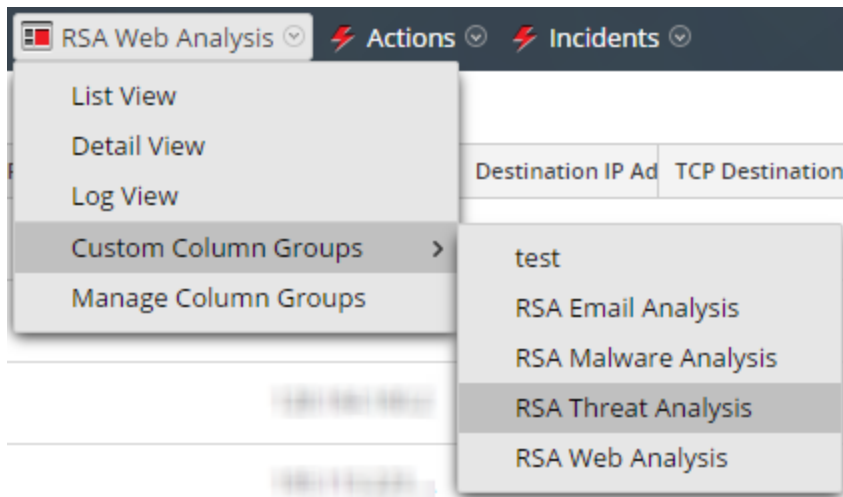 RSA Web Analysis Actions Incidents
List View
Detail View
Log View
Custom Column Groups
Manage Column Groups
Destination IP Ad TCP Destination
test
RSA Email Analysis
RSA Malware Analysis
RSA Threat Analysis
RSA Web Analysis